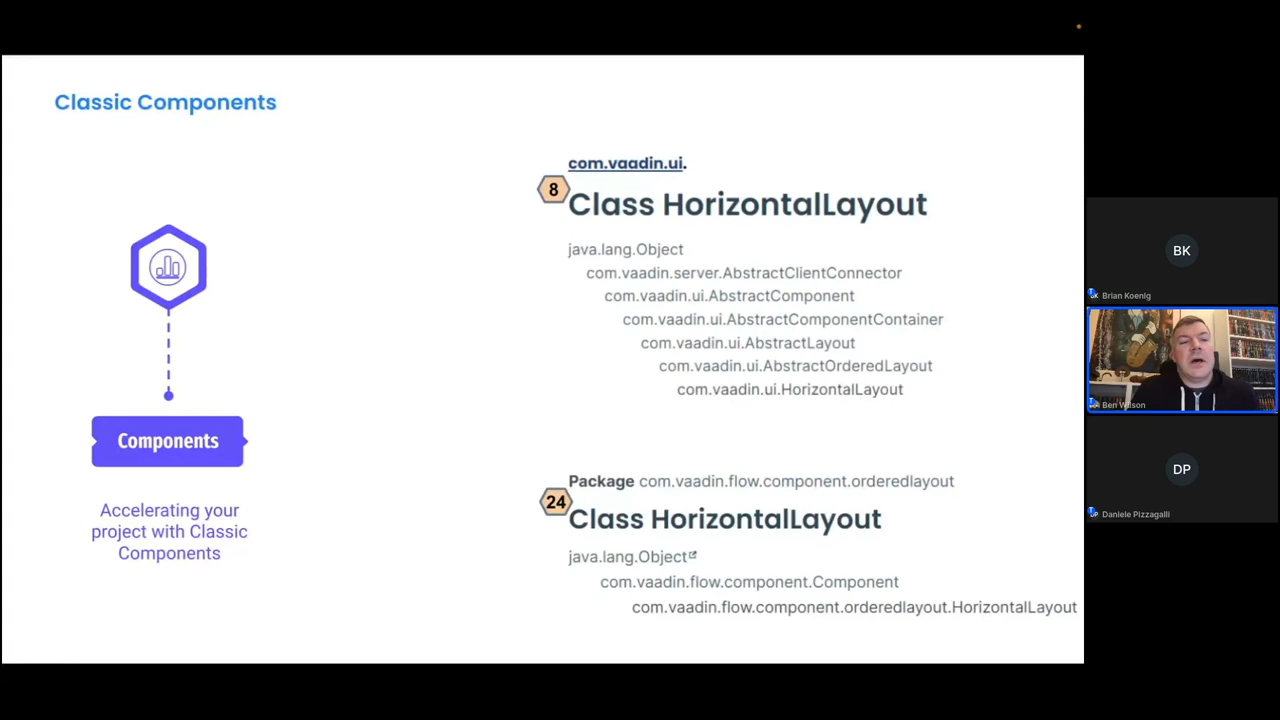 Classic Components
com.vaadin.ui.
8
Class HorizontalLayout
java.lang.Object
com.vaadin.server.AbstractClientConnector
com.vaadin.ui.AbstractComponent
com.vaadin.ui.AbstractComponentContainer
com.vaadin.ui.AbstractLayout
com.vaadin.ui.AbstractOrderedLayout
com.vaadin.ui.HorizontalLayout
Components
Accelerating your
project with Classic
Components
Package com.vaadin.flow.component.orderedlayout
24
Class HorizontalLayout
java.lang.Object
com.vaadin.flow.component.Component
com.vaadin.flow.component.orderedlayout.HorizontalLayout
BK
Brian Koenig
Ben Wilson
DP
Daniele Pizzagalli